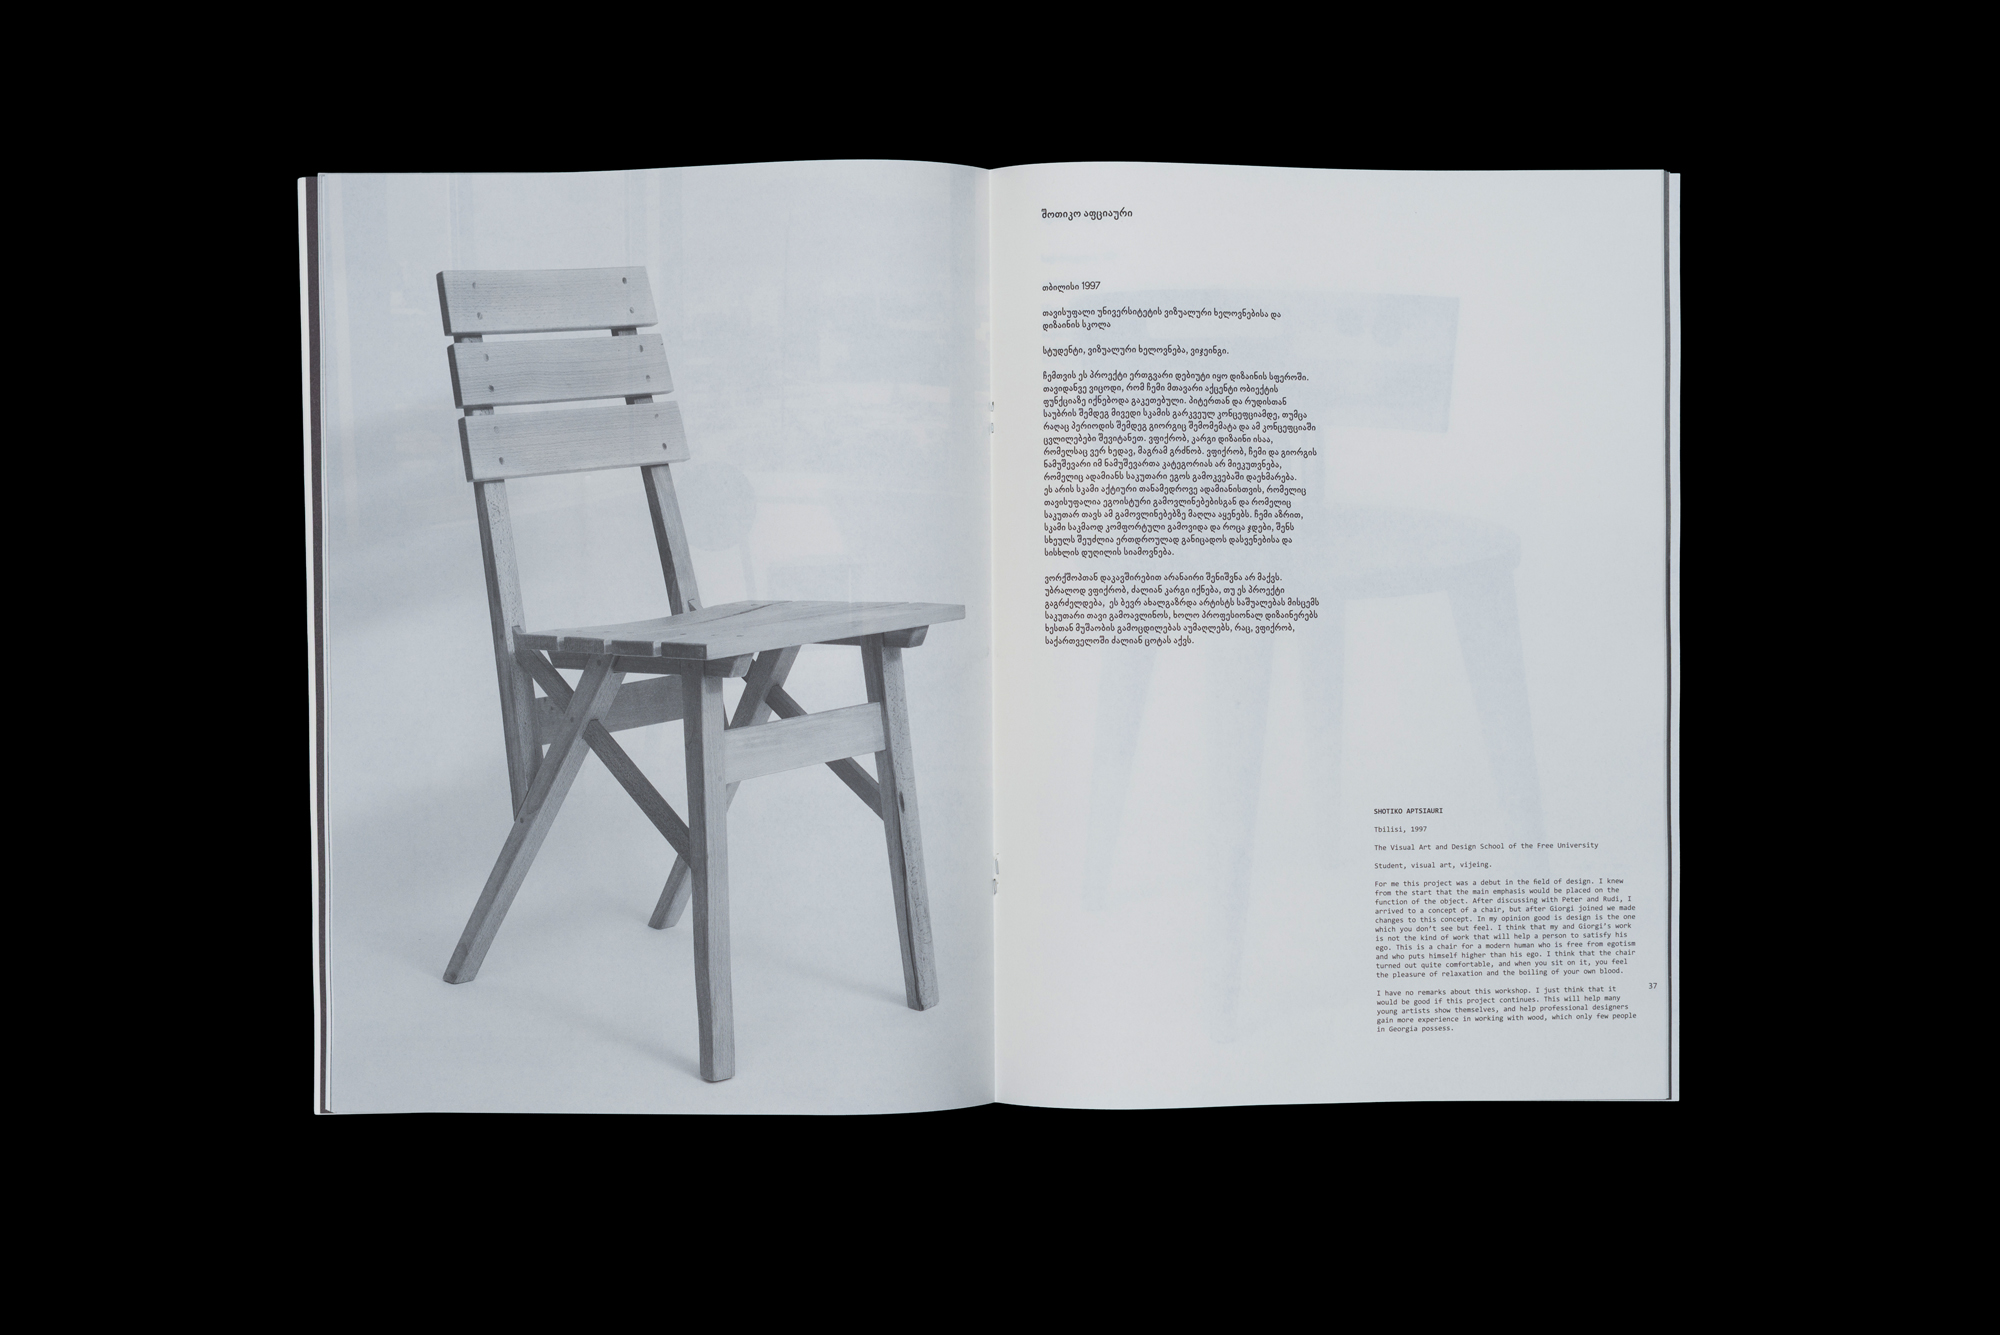 შოთიკო აფციაური
თბილისი 1997
თავისუფალი უნივერსიტეტის ვიზუალური ხელოვნებისა და
დიზაინის სკოლა
სტუდენტი, ვიზუალური ხელოვნება, ვიჯეინგი.
ჩემთვის ეს პროექტი ერთგვარი დებიუტი იყო დიზაინის სფეროში.
თავიდანვე ვიცოდი, რომ ჩემი მთავარი აქცენტი ობიექტის
ფუნქციაზე იქნებოდა გაკეთებული. პიტერთან და რუდისთან
საუბრის შემდეგ მივედი სკამის გარკვეულ კონცეფციამდე, თუმცა
რაღაც პერიოდის შემდეგ გიორგიც შემომემატა და ამ კონცეფციაში
ცვლილებები შევიტანეთ. ვფიქრობ, კარგი დიზაინი ისაა,
რომელსაც ვერ ხედავ, მაგრამ გრძნობ. ვფიქრობ, ჩემი და გიორგის
ნამუშევარი იმ ნამუშევართა კატეგორიას არ მიეკუთვნება,
რომელიც ადამიანს საკუთარი ეგოს გამოკვებაში დაეხმარება.
ეს არის სკამი აქტიური თანამედროვე ადამიანისთვის, რომელიც
თავისუფალია ეგოისტური გამოვლინებებისგან და რომელიც
საკუთარ თავს ამ გამოვლინებებზე მაღლა აყენებს. ჩემი აზრით,
სკამი საკმაოდ კომფორტული გამოვიდა და როცა ჯდები, შენს
სხეულს შეუძლია ერთდროულად განიცადოს დასვენებისა და
სისხლის დუღილის სიამოვნება.
ვორქშოპთან დაკავშირებით არანაირი შენიშვნა არ მაქვს.
უბრალოდ ვფიქრობ, ძალიან კარგი იქნება, თუ ეს პროექტი
გაგრძელდება, ეს ბევრ ახალგაზრდა არტისტს საშუალებას მისცემს
საკუთარი თავი გამოავლინოს, ხოლო პროფესიონალ დიზაინერებს
ხესთან მუშაობის გამოცდილებას აუმაღლებს, რაც, ვფიქრობ,
საქართველოში ძალიან ცოტას აქვს.
SHOTIKO APTSIAURI
Tbilisi, 1997
The Visual Art and Design School of the Free University
Student, visual art, vijeing.
For me this project was a debut in the field of design. I knew
from the start that the main emphasis would be placed on the
function of the object. After discussing with Peter and Rudi, I
arrived to a concept of a chair, but after Giorgi joined we made
changes to this concept. In my opinion good is design is the one
which you don't see but feel. I think that my and Giorgi's work
is not the kind of work that will help a person to satisfy his
ego. This is a chair for a modern human who is free from egotism
and who puts himself higher than his ego. I think that the chair
turned out quite comfortable, and when you sit on it, you feel
the pleasure of relaxation and the boiling of your own blood.
I have no remarks about this workshop. I just think that it
would be good if this project continues. This will help many
young artists show themselves, and help professional designers
gain more experience in working with wood, which only few people
in Georgia possess.
37